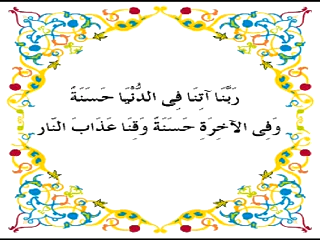 رَبَّنَا آتِنَا فِى الدُّنْيَا حَسَنَةً
وَفِى الآخِرَةِ حَسَنَةً وَقِنَا عَذَابَ النَار